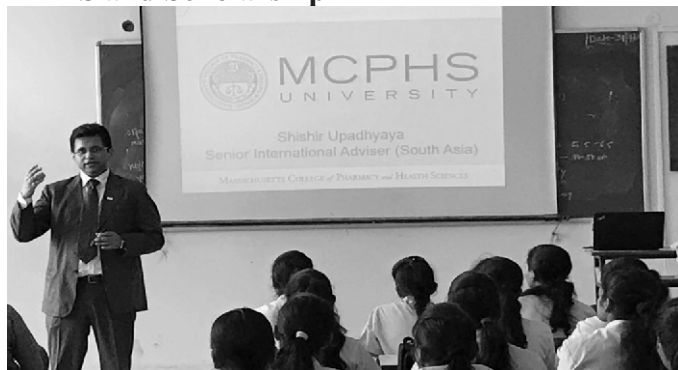 MCPHS
UNIVERSITY
Shishir Upadhyaya
Senior International Adviser (South Asia)
MASSACHUSETTS COLLEGE of PHARMACY and HEALTH SCIENCES